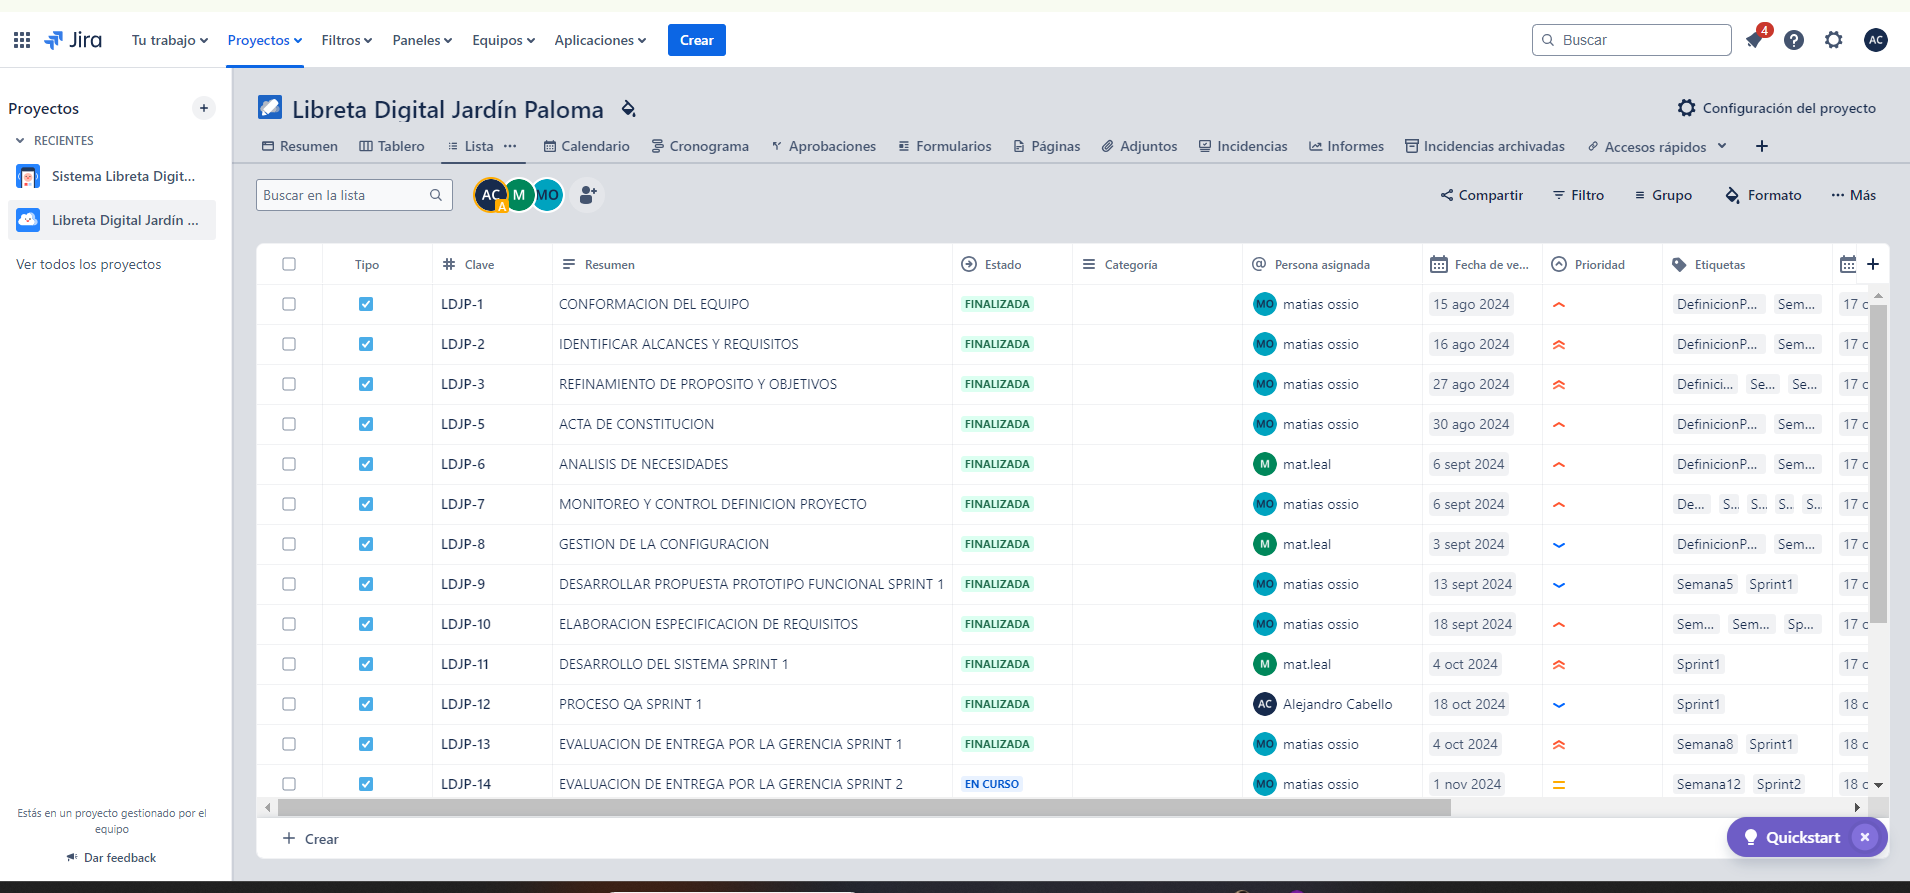 Jira Tu trabajo Proyectos Filtros Paneles Equipos Aplicaciones Crear Buscar 4 AC
Proyectos
RECIENTES
Sistema Libreta Digit...
Libreta Digital Jardín ...
Ver todos los proyectos
Estás en un proyecto gestionado por el
equipo
Dar feedback
Libreta Digital Jardín Paloma Configuración del proyecto
Resumen Tablero Lista Calendario Cronograma Aprobaciones Formularios Páginas Adjuntos Incidencias Informes Incidencias archivadas Accesos rápidos
Buscar en la lista AC A M MO Compartir Filtro Grupo Formato Más
Tipo Clave Resumen Estado Categoría Persona asignada Fecha de ve... Prioridad Etiquetas
LDJP-1 CONFORMACION DEL EQUIPO FINALIZADA MO matias ossio 15 ago 2024 DefinicionP... Sem... 17 c
LDJP-2 IDENTIFICAR ALCANCES Y REQUISITOS FINALIZADA MO matias ossio 16 ago 2024 DefinicionP... Sem... 17 c
LDJP-3 REFINAMIENTO DE PROPOSITO Y OBJETIVOS FINALIZADA MO matias ossio 27 ago 2024 Definici... Se... Se... 17 c
LDJP-5 ACTA DE CONSTITUCION FINALIZADA MO matias ossio 30 ago 2024 DefinicionP... Sem... 17 c
LDJP-6 ANALISIS DE NECESIDADES FINALIZADA M mat.leal 6 sept 2024 DefinicionP... Sem... 17 c
LDJP-7 MONITOREO Y CONTROL DEFINICION PROYECTO FINALIZADA MO matias ossio 6 sept 2024 De... S... S... S... S... 17 c
LDJP-8 GESTION DE LA CONFIGURACION FINALIZADA M mat.leal 3 sept 2024 DefinicionP... Sem... 17 c
LDJP-9 DESARROLLAR PROPUESTA PROTOTIPO FUNCIONAL SPRINT 1 FINALIZADA MO matias ossio 13 sept 2024 Semana5 Sprint1 17 c
LDJP-10 ELABORACION ESPECIFICACION DE REQUISITOS FINALIZADA MO matias ossio 18 sept 2024 Sem... Sem... Sp... 17 c
LDJP-11 DESARROLLO DEL SISTEMA SPRINT 1 FINALIZADA M mat.leal 4 oct 2024 Sprint1 17 c
LDJP-12 PROCESO QA SPRINT 1 FINALIZADA AC Alejandro Cabello 18 oct 2024 Sprint1 18 c
LDJP-13 EVALUACION DE ENTREGA POR LA GERENCIA SPRINT 1 FINALIZADA MO matias ossio 4 oct 2024 Semana8 Sprint1 18 c
LDJP-14 EVALUACION DE ENTREGA POR LA GERENCIA SPRINT 2 EN CURSO MO matias ossio 1 nov 2024 Semana12 Sprint2 18 c
Crear
Quickstart